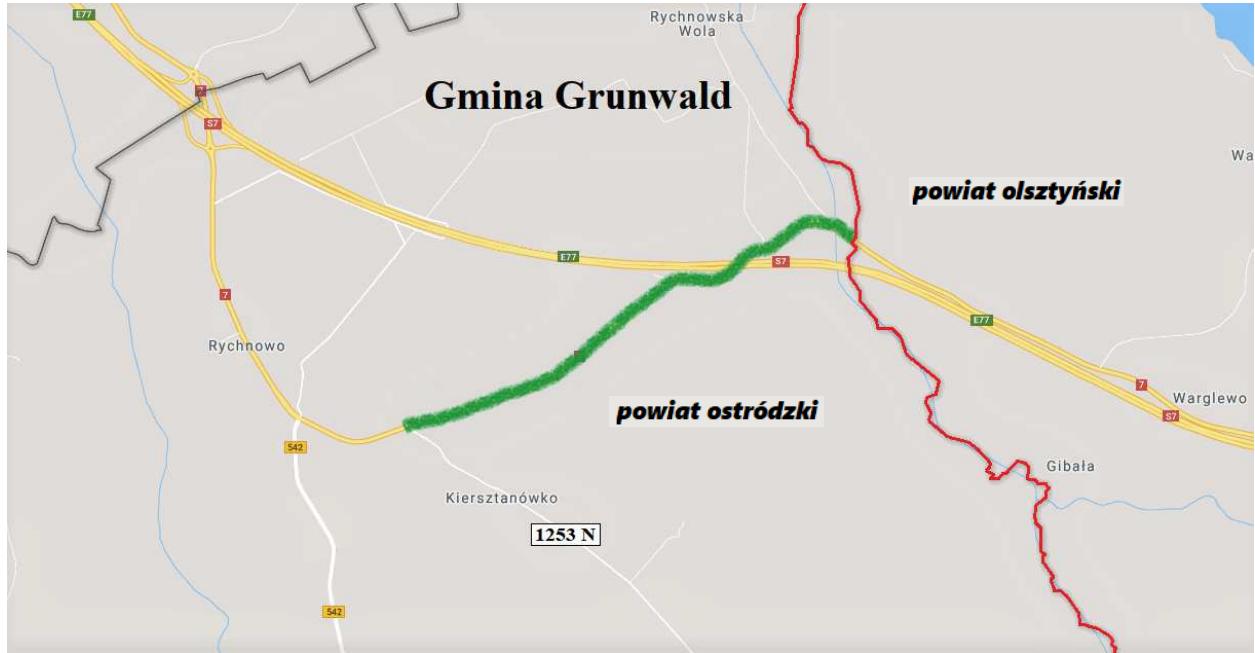 E77
Rychnowska
Wola
7
Gmina Grunwald
S7
Wa
powiat olsztyński
E77
S7
7
E77
Rychnowo
7
Warglewo
powiat ostródzki
S7
542
Gibała
Kiersztanówko
1253 N
542